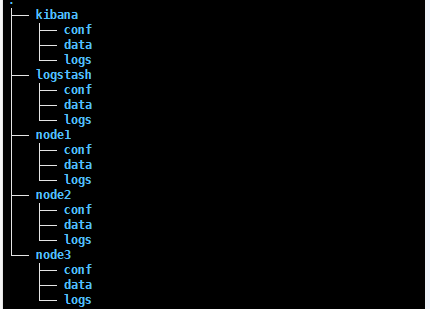 .
├── kibana
│   ├── conf
│   ├── data
│   └── logs
├── logstash
│   ├── conf
│   ├── data
│   └── logs
├── node1
│   ├── conf
│   ├── data
│   └── logs
├── node2
│   ├── conf
│   ├── data
│   └── logs
└── node3
    ├── conf
    ├── data
    └── logs